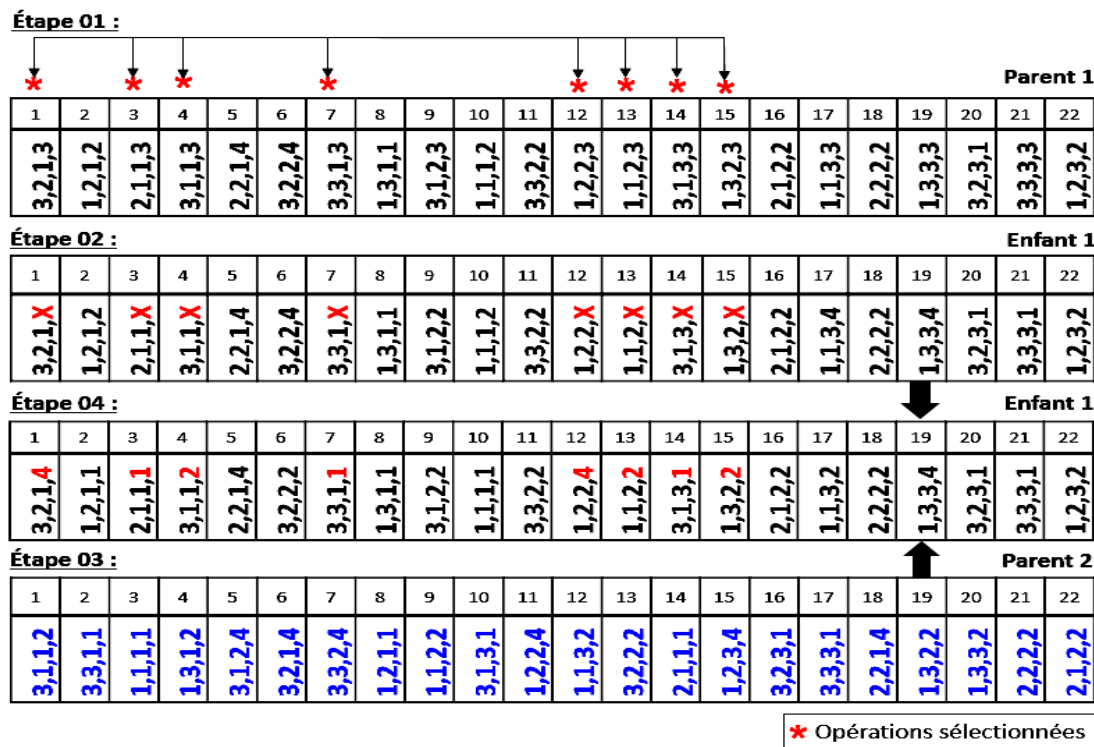 Étape 01 :
* * * * * * * *
Parent 1
1 2 3 4 5 6 7 8 9 10 11 12 13 14 15 16 17 18 19 20 21 22
3,2,1,3 1,2,1,2 2,1,1,3 3,1,1,3 2,2,1,4 3,2,2,4 3,3,1,3 1,3,1,1 3,1,2,3 1,1,1,2 3,3,2,2 1,2,2,3 1,1,2,3 3,1,3,3 1,3,2,3 2,1,2,2 1,1,3,3 2,2,2,2 1,3,3,3 3,2,3,1 3,3,3,3 1,2,3,2
Étape 02 :
Enfant 1
1 2 3 4 5 6 7 8 9 10 11 12 13 14 15 16 17 18 19 20 21 22
3,2,1,X 1,2,1,2 2,1,1,X 3,1,1,X 2,2,1,4 3,2,2,4 3,3,1,X 1,3,1,1 3,1,2,2 1,1,1,2 3,3,2,2 1,2,2,X 1,1,2,X 3,1,3,X 1,3,2,X 2,1,2,2 1,1,3,4 2,2,2,2 1,3,3,4 3,2,3,1 3,3,3,1 1,2,3,2
Étape 04 :
Enfant 1
1 2 3 4 5 6 7 8 9 10 11 12 13 14 15 16 17 18 19 20 21 22
3,2,1,4 1,2,1,1 2,1,1,1 3,1,1,2 2,2,1,4 3,2,2,2 3,3,1,1 1,3,1,1 3,1,2,2 1,1,1,1 3,3,2,2 1,2,2,4 1,1,2,2 3,1,3,1 1,3,2,2 2,1,2,2 1,1,3,2 2,2,2,2 1,3,3,4 3,2,3,1 3,3,3,1 1,2,3,2
Étape 03 :
Parent 2
1 2 3 4 5 6 7 8 9 10 11 12 13 14 15 16 17 18 19 20 21 22
3,1,1,2 3,3,1,1 1,1,1,1 1,3,1,2 3,1,2,4 3,2,1,4 3,3,2,4 1,2,1,1 1,1,2,2 3,1,3,1 1,2,2,4 1,1,3,2 3,2,2,2 2,1,1,1 1,2,3,4 3,2,3,1 3,3,3,1 2,2,1,4 1,3,2,2 1,3,3,2 2,2,2,2 2,1,2,2
* Opérations sélectionnées